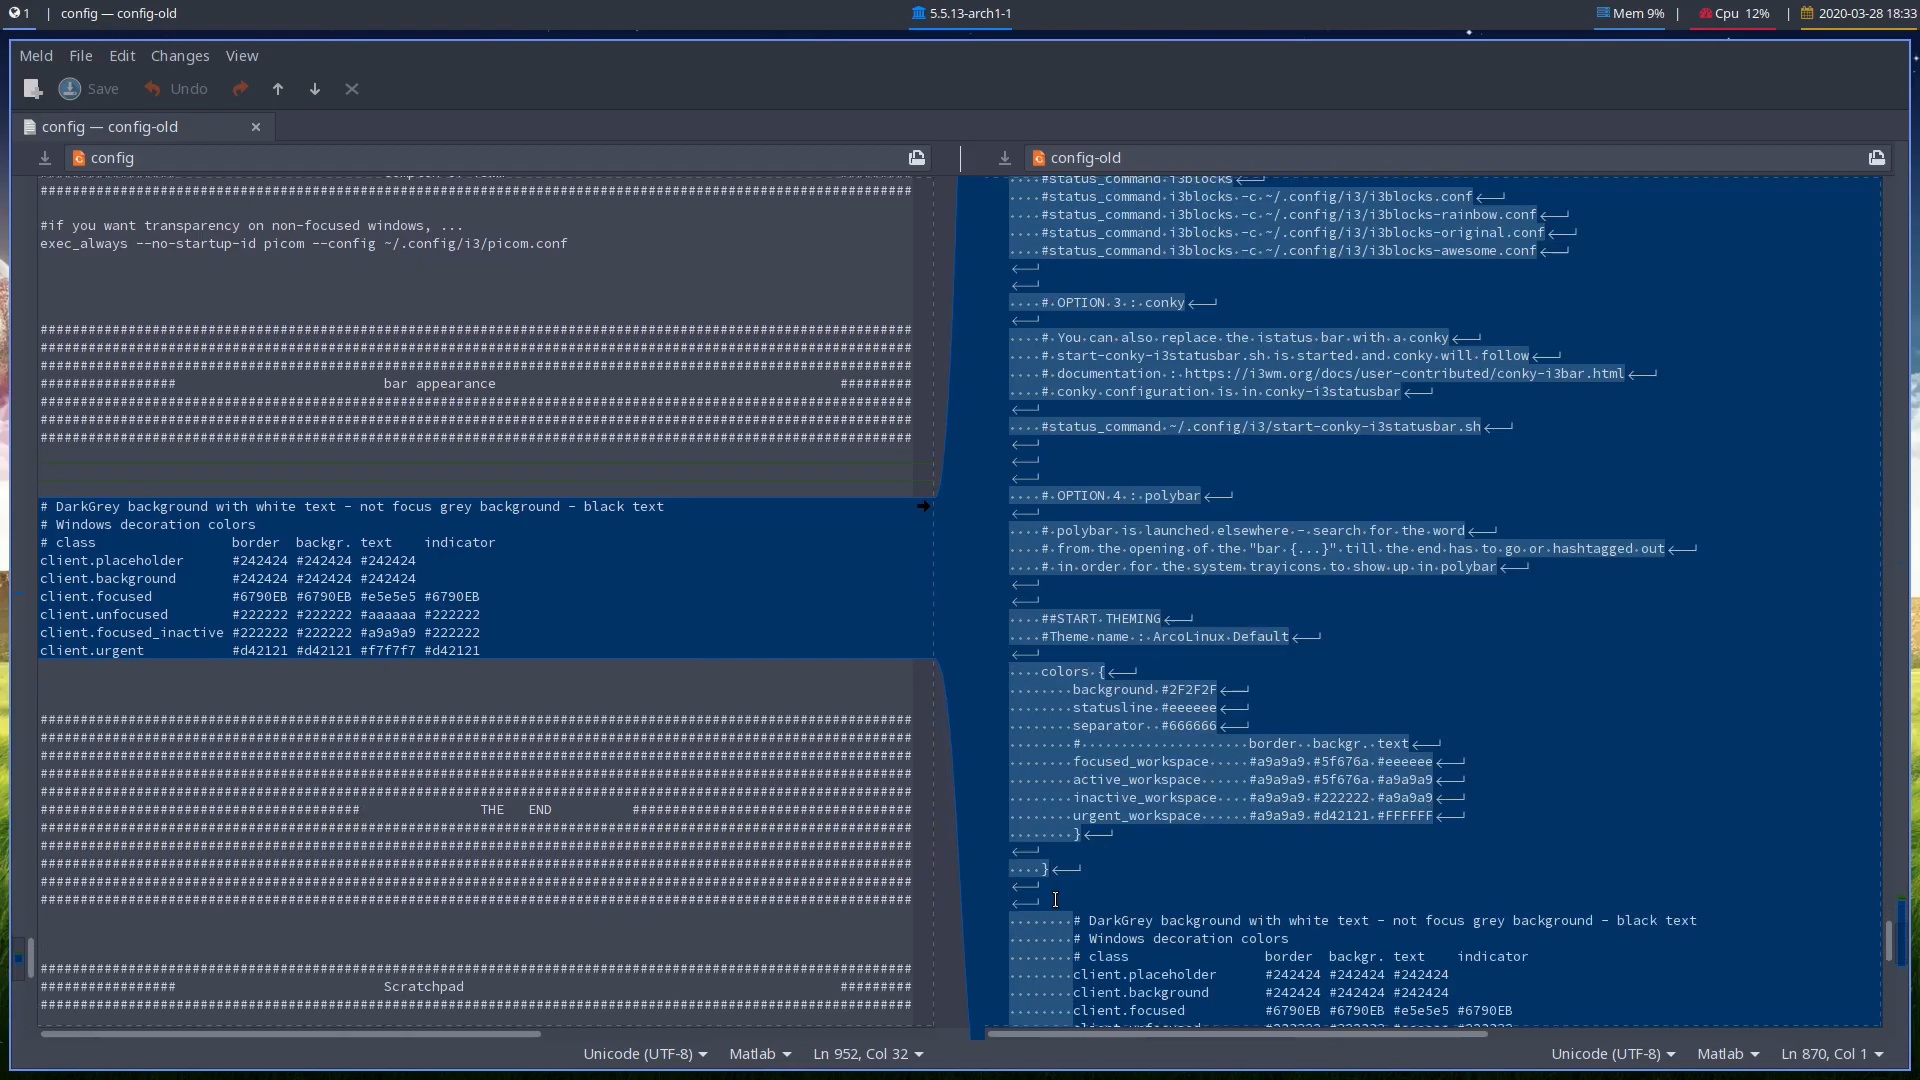 1 | config — config-old
5.5.13-arch1-1
Mem 9% | Cpu 12% | 2020-03-28 18:33
Meld File Edit Changes View
Save Undo
config — config-old
config
#if you want transparency on non-focused windows, ...
exec_always --no-startup-id picom --config ~/.config/i3/picom.conf
################# bar appearance #########
# DarkGrey background with white text - not focus grey background - black text
# Windows decoration colors
# class border backgr. text indicator
client.placeholder #242424 #242424 #242424
client.background #242424 #242424 #242424
client.focused #6790EB #6790EB #e5e5e5 #6790EB
client.unfocused #222222 #222222 #aaaaaa #222222
client.focused_inactive #222222 #222222 #a9a9a9 #222222
client.urgent #d42121 #d42121 #f7f7f7 #d42121
THE END
################# Scratchpad #########
Unicode (UTF-8) Matlab Ln 952, Col 32
config-old
#status_command i3blocks
#status_command i3blocks -c ~/.config/i3/i3blocks.conf
#status_command i3blocks -c ~/.config/i3/i3blocks-rainbow.conf
#status_command i3blocks -c ~/.config/i3/i3blocks-original.conf
#status_command i3blocks -c ~/.config/i3/i3blocks-awesome.conf
# OPTION 3 : conky
# You can also replace the istatus bar with a conky
# start-conky-i3statusbar.sh is started and conky will follow
# documentation : https://i3wm.org/docs/user-contributed/conky-i3bar.html
# conky configuration is in conky-i3statusbar
#status_command ~/.config/i3/start-conky-i3statusbar.sh
# OPTION 4 : polybar
# polybar is launched elsewhere - search for the word
# from the opening of the "bar {...}" till the end has to go or hashtagged out
# in order for the system trayicons to show up in polybar
##START THEMING
#Theme name : ArcoLinux Default
colors {
background #2F2F2F
statusline #eeeeee
separator #666666
# border backgr. text
focused_workspace #a9a9a9 #5f676a #eeeeee
active_workspace #a9a9a9 #5f676a #a9a9a9
inactive_workspace #a9a9a9 #222222 #a9a9a9
urgent_workspace #a9a9a9 #d42121 #FFFFFF
}
}
# DarkGrey background with white text - not focus grey background - black text
# Windows decoration colors
# class border backgr. text indicator
client.placeholder #242424 #242424 #242424
client.background #242424 #242424 #242424
client.focused #6790EB #6790EB #e5e5e5 #6790EB
Unicode (UTF-8) Matlab Ln 870, Col 1